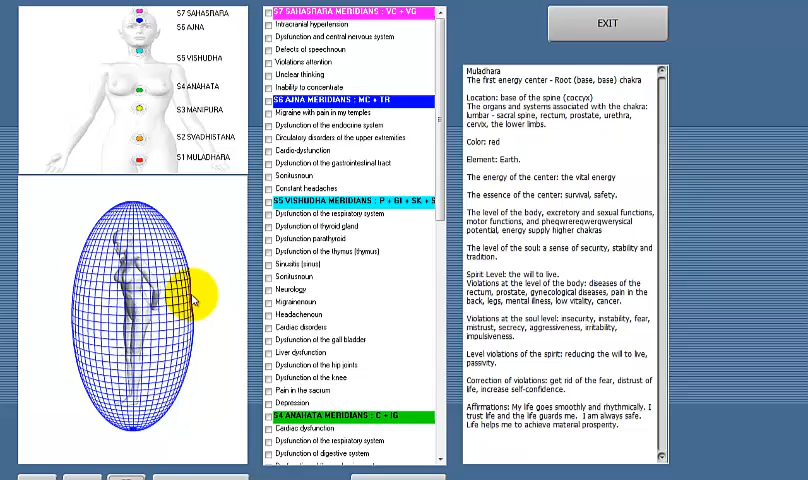 S7 SAHASRARA
S6 AJNA
S5 VISHUDHA
S4 ANAHATA
S3 MANIPURA
S2 SVADHISTANA
S1 MULADHARA
S7 SAHASRARA MERIDIANS : VC + VG
Intracranial hypertension
Dysfunction and central nervous system
Defects of speechnoun
Violations attention
Unclear thinking
Inability to concentrate
S6 AJNA MERIDIANS : MC + TR
Migraine with pain in my temples
Dysfunction of the endocrine system
Circulatory disorders of the upper extremities
Cardio-dysfunction
Dysfunction of the gastrointestinal tract
Sonitusnoun
Constant headaches
S5 VISHUDHA MERIDIANS : P + GI + SK + S
Dysfunction of the respiratory system
Dysfunction of thyroid gland
Dysfunction parathyroid
Dysfunction of the thymus (thymus)
Sinusitis (sinus)
Sonitusnoun
Neurology
Migrainenoun
Headachenoun
Cardiac disorders
Dysfunction of the gall bladder
Liver dysfunction
Dysfunction of the hip joints
Dysfunction of the knee
Pain in the sacrum
Depression
S4 ANAHATA MERIDIANS : C + IG
Cardiac dysfunction
Dysfunction of the respiratory system
Dysfunction of digestive system
EXIT
Muladhara
The first energy center - Root (base, base) chakra
Location: base of the spine (coccyx)
The organs and systems associated with the chakra:
lumbar - sacral spine, rectum, prostate, urethra,
cervix, the lower limbs.
Color: red
Element: Earth.
The energy of the center: the vital energy
The essence of the center: survival, safety.
The level of the body, excretory and sexual functions,
motor functions, and pheqwereqwerqwerysical
potential, energy supply higher chakras
The level of the soul: a sense of security, stability and
tradition.
Spirit Level: the will to live.
Violations at the level of the body: diseases of the
rectum, prostate, gynecological diseases, pain in the
back, legs, mental illness, low vitality, cancer.
Violations at the soul level: insecurity, instability, fear,
mistrust, secrecy, aggressiveness, irritability,
impulsiveness.
Level violations of the spirit: reducing the will to live,
passivity.
Correction of violations: get rid of the fear, distrust of
life, increase self-confidence.
Affirmations: My life goes smoothly and rhythmically. I
trust life and the life guards me.  I am always safe.
Life helps me to achieve material prosperity.